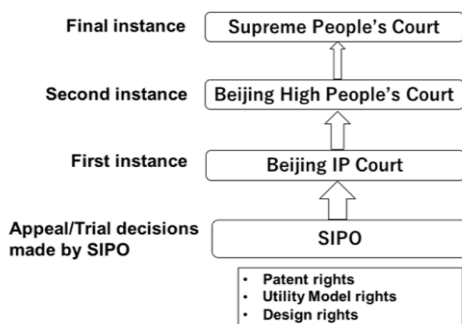 Final instance Supreme People's Court
Second instance Beijing High People's Court
First instance Beijing IP Court
Appeal/Trial decisions
made by SIPO
SIPO
• Patent rights
• Utility Model rights
• Design rights